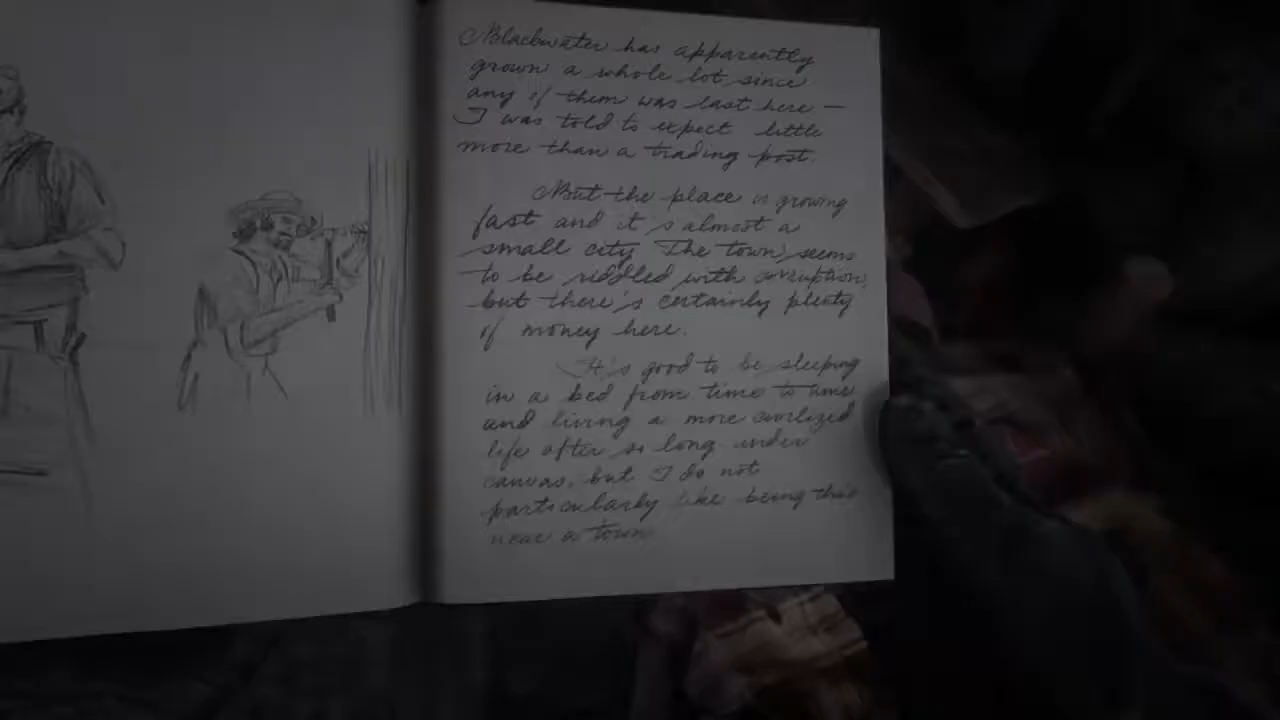 Blackwater has apparently
grown a whole lot since
any of them was last here —
I was told to expect little
more than a trading post.
But the place is growing
fast and it's almost a
small city. The town seems
to be riddled with corruption,
but there's certainly plenty
of money here.
It's good to be sleeping
in a bed from time to time
and living a more civilized
life after so long under
canvas, but I do not
particularly like being this
near a town.